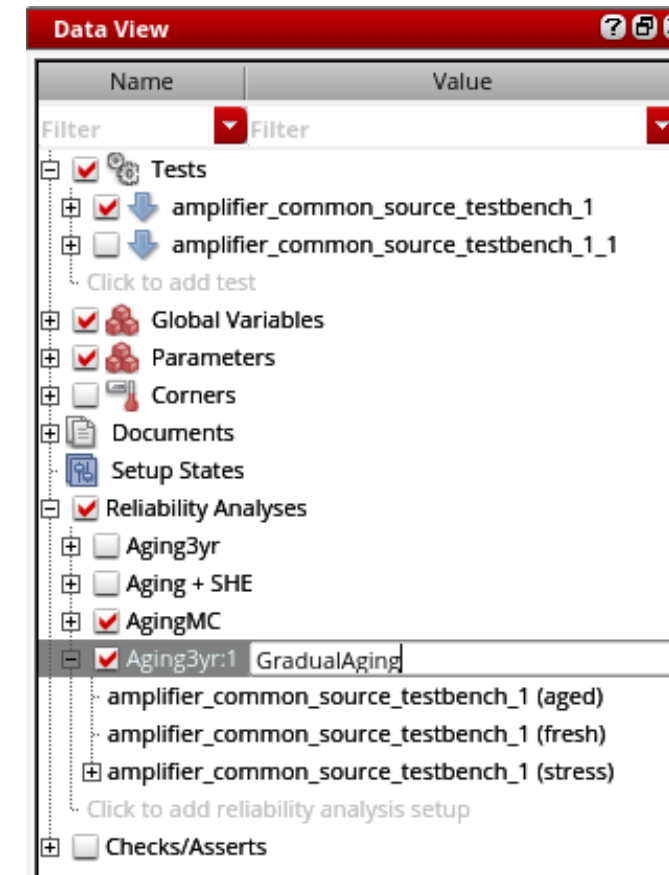 Data View
Name Value
Filter Filter
Tests
amplifier_common_source_testbench_1
amplifier_common_source_testbench_1_1
Click to add test
Global Variables
Parameters
Corners
Documents
Setup States
Reliability Analyses
Aging3yr
Aging + SHE
AgingMC
Aging3yr:1 GradualAging
amplifier_common_source_testbench_1 (aged)
amplifier_common_source_testbench_1 (fresh)
amplifier_common_source_testbench_1 (stress)
Click to add reliability analysis setup
Checks/Asserts